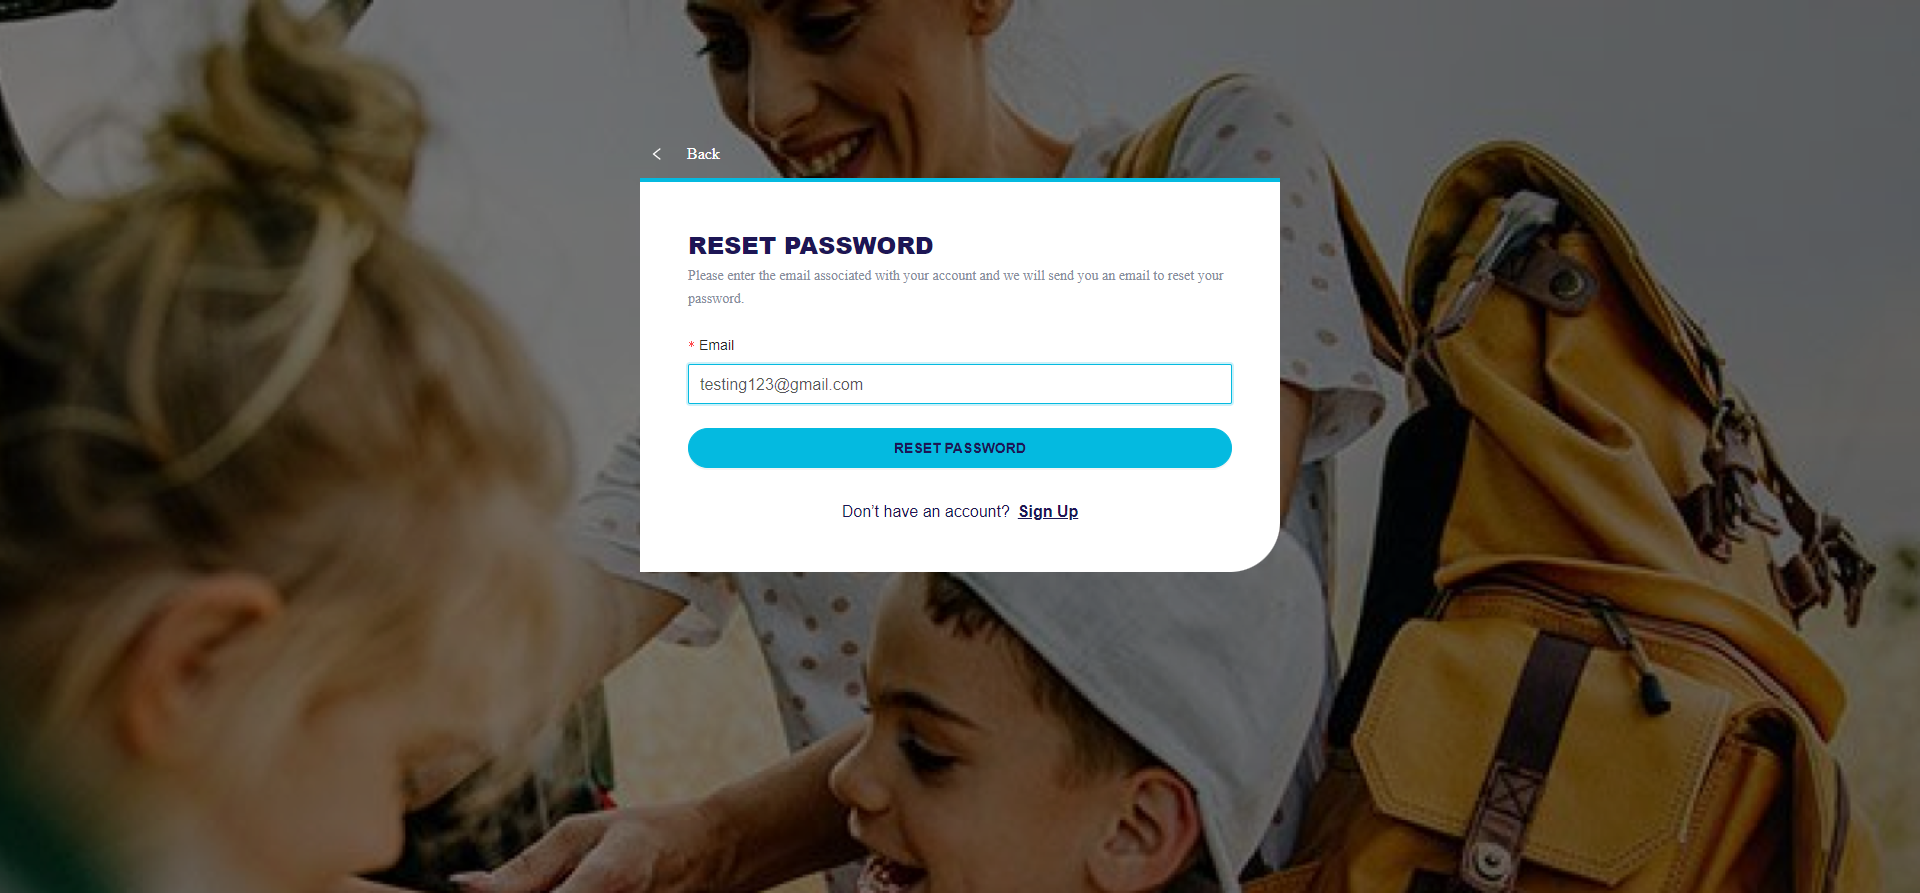 Back
RESET PASSWORD
Please enter the email associated with your account and we will send you an email to reset your
password.
* Email
testing123@gmail.com
RESET PASSWORD
Don’t have an account? Sign Up